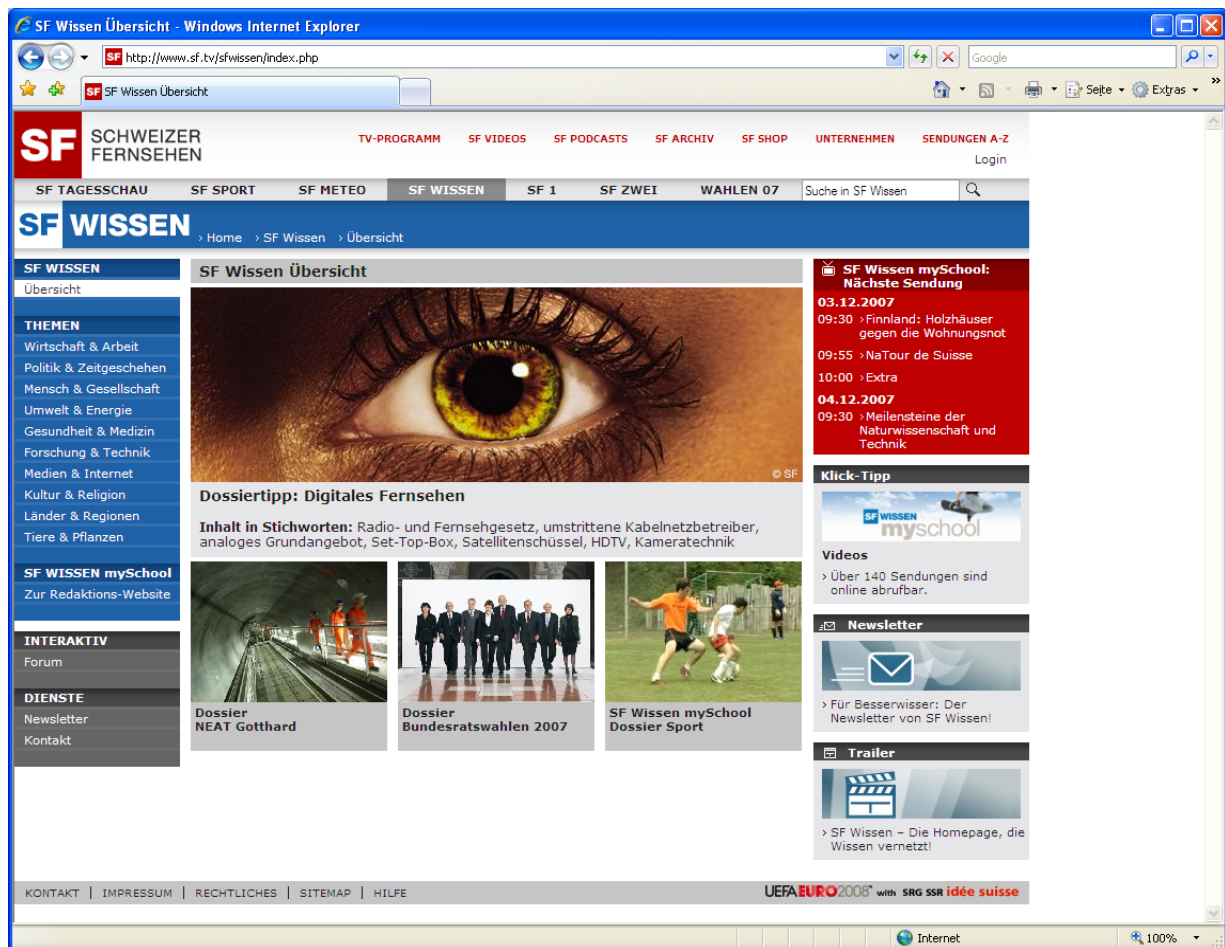 SF Wissen Übersicht - Windows Internet Explorer
SF http://www.sf.tv/sfwissen/index.php
Google
SF SF Wissen Übersicht
Seite
Extras
SF SCHWEIZER FERNSEHEN
TV-PROGRAMM SF VIDEOS SF PODCASTS SF ARCHIV SF SHOP UNTERNEHMEN SENDUNGEN A-Z
Login
SF TAGESSCHAU SF SPORT SF METEO SF WISSEN SF 1 SF ZWEI WAHLEN 07 Suche in SF Wissen
SF WISSEN › Home › SF Wissen › Übersicht
SF WISSEN
Übersicht
THEMEN
Wirtschaft & Arbeit
Politik & Zeitgeschehen
Mensch & Gesellschaft
Umwelt & Energie
Gesundheit & Medizin
Forschung & Technik
Medien & Internet
Kultur & Religion
Länder & Regionen
Tiere & Pflanzen
SF WISSEN mySchool
Zur Redaktions-Website
INTERAKTIV
Forum
DIENSTE
Newsletter
Kontakt
SF Wissen Übersicht
© SF
Dossiertipp: Digitales Fernsehen
Inhalt in Stichworten: Radio- und Fernsehgesetz, umstrittene Kabelnetzbetreiber,
analoges Grundangebot, Set-Top-Box, Satellitenschüssel, HDTV, Kameratechnik
Dossier
NEAT Gotthard
Dossier
Bundesratswahlen 2007
SF Wissen mySchool
Dossier Sport
SF Wissen mySchool:
Nächste Sendung
03.12.2007
09:30 ›Finnland: Holzhäuser
gegen die Wohnungsnot
09:55 ›NaTour de Suisse
10:00 ›Extra
04.12.2007
09:30 ›Meilensteine der
Naturwissenschaft und
Technik
Klick-Tipp
SF WISSEN
myschool
Videos
› Über 140 Sendungen sind
online abrufbar.
Newsletter
› Für Besserwisser: Der
Newsletter von SF Wissen!
Trailer
› SF Wissen – Die Homepage, die
Wissen vernetzt!
KONTAKT | IMPRESSUM | RECHTLICHES | SITEMAP | HILFE
UEFA EURO2008 with SRG SSR idée suisse
Internet
100%